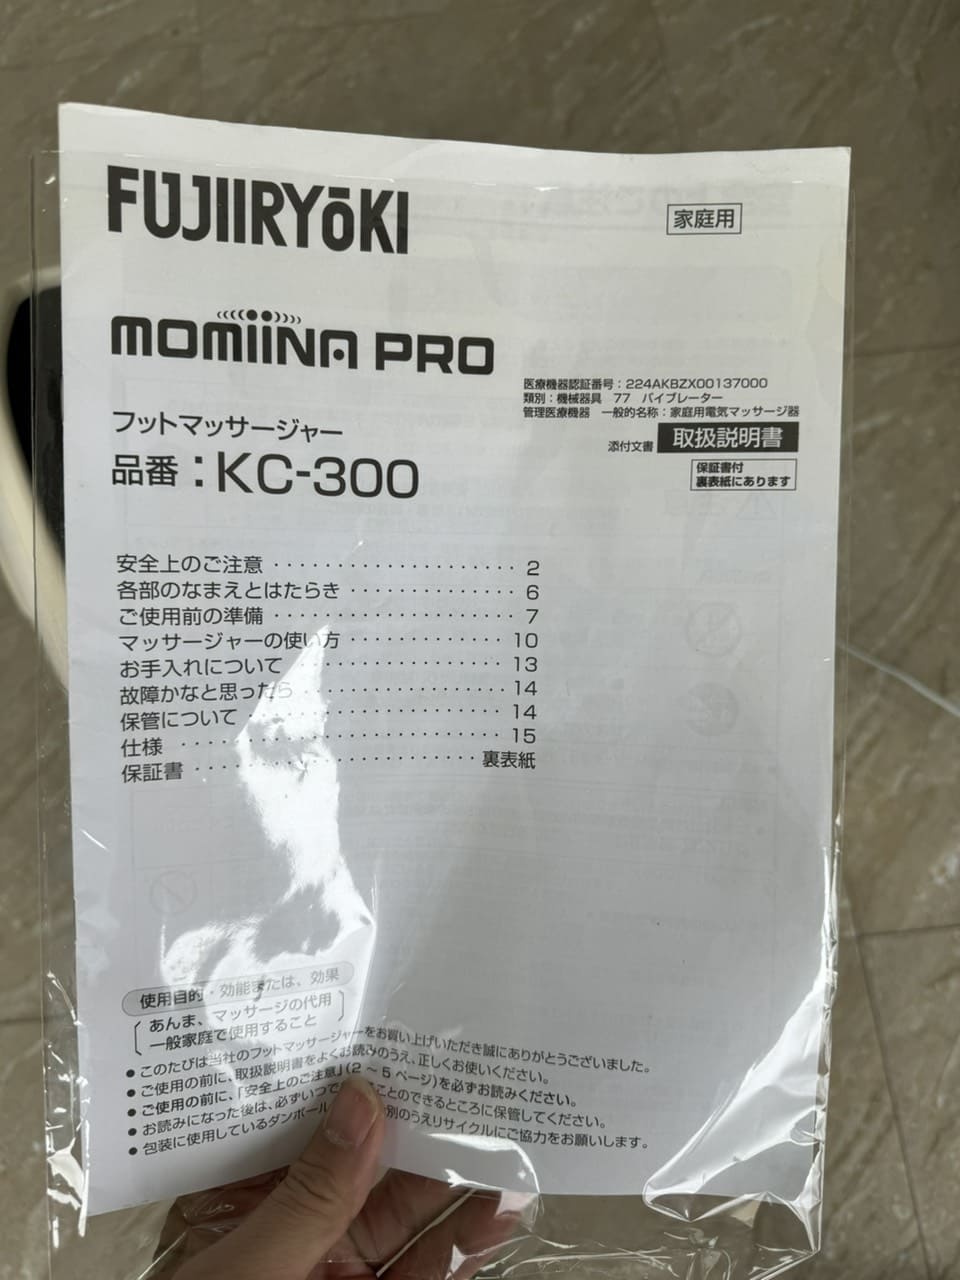 FUJIIRYōKI
家庭用
momiiNA PRO
医療機器認証番号：224AKBZX00137000
類別：機械器具　77　バイブレーター
管理医療機器　一般的名称：家庭用電気マッサージ器
フットマッサージャー
添付文書 取扱説明書
品番：KC-300
保証書付
裏表紙にあります
安全上のご注意 ···················· 2
各部のなまえとはたらき ·············· 6
ご使用前の準備 ···················· 7
マッサージャーの使い方 ············· 10
お手入れについて ·················· 13
故障かなと思ったら ················ 14
保管について ····················· 14
仕様 ·························· 15
保証書 ······················ 裏表紙
使用目的・効能または、効果
あんま、マッサージの代用
一般家庭で使用すること
● このたびは当社のフットマッサージャーをお買い上げいただき誠にありがとうございました。
● ご使用の前に、取扱説明書をよくお読みのうえ、正しくお使いください。
● ご使用の前に、「安全上のご注意」（2～5ページ）を必ずお読みください。
● お読みになった後は、必ずいつで ることのできるところに保管してください。
● 包装に使用しているダンボール 別のうえリサイクルにご協力をお願いします。